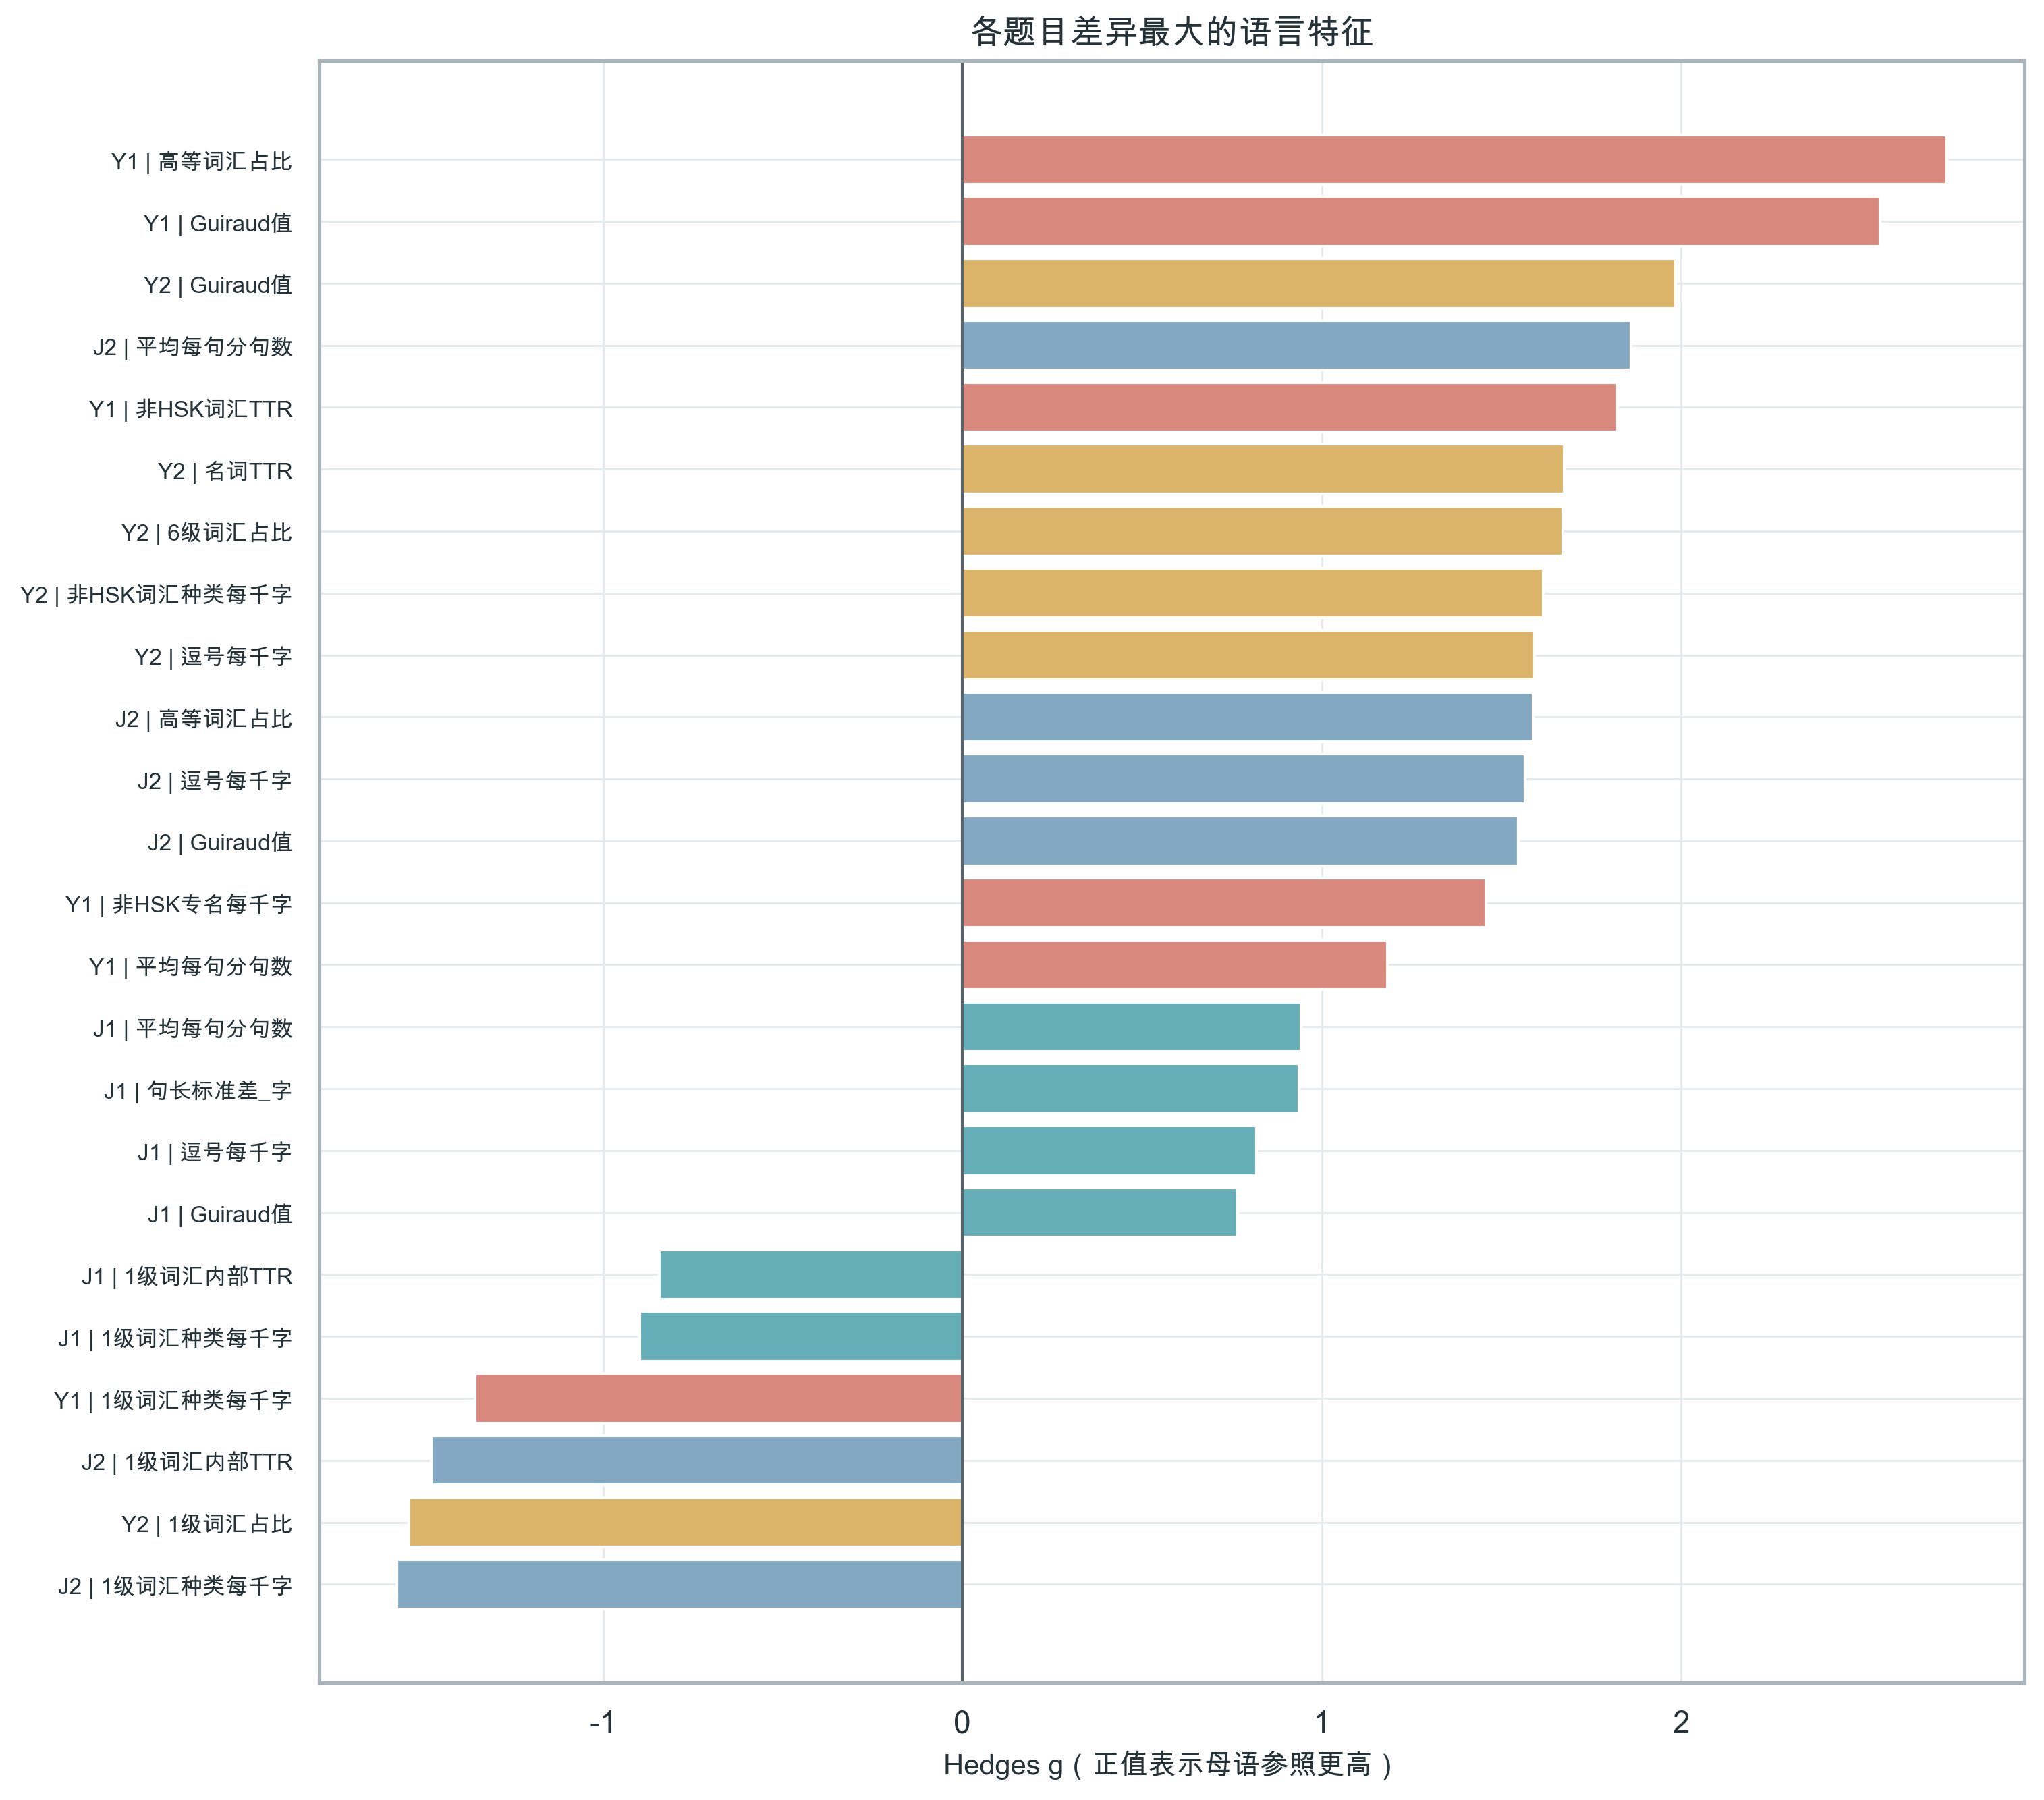 各题目差异最大的语言特征
Y1 | 高等词汇占比
Y1 | Guiraud值
Y2 | Guiraud值
J2 | 平均每句分句数
Y1 | 非HSK词汇TTR
Y2 | 名词TTR
Y2 | 6级词汇占比
Y2 | 非HSK词汇种类每千字
Y2 | 逗号每千字
J2 | 高等词汇占比
J2 | 逗号每千字
J2 | Guiraud值
Y1 | 非HSK专名每千字
Y1 | 平均每句分句数
J1 | 平均每句分句数
J1 | 句长标准差_字
J1 | 逗号每千字
J1 | Guiraud值
J1 | 1级词汇内部TTR
J1 | 1级词汇种类每千字
Y1 | 1级词汇种类每千字
J2 | 1级词汇内部TTR
Y2 | 1级词汇占比
J2 | 1级词汇种类每千字
-1 0 1 2
Hedges g（正值表示母语参照更高）